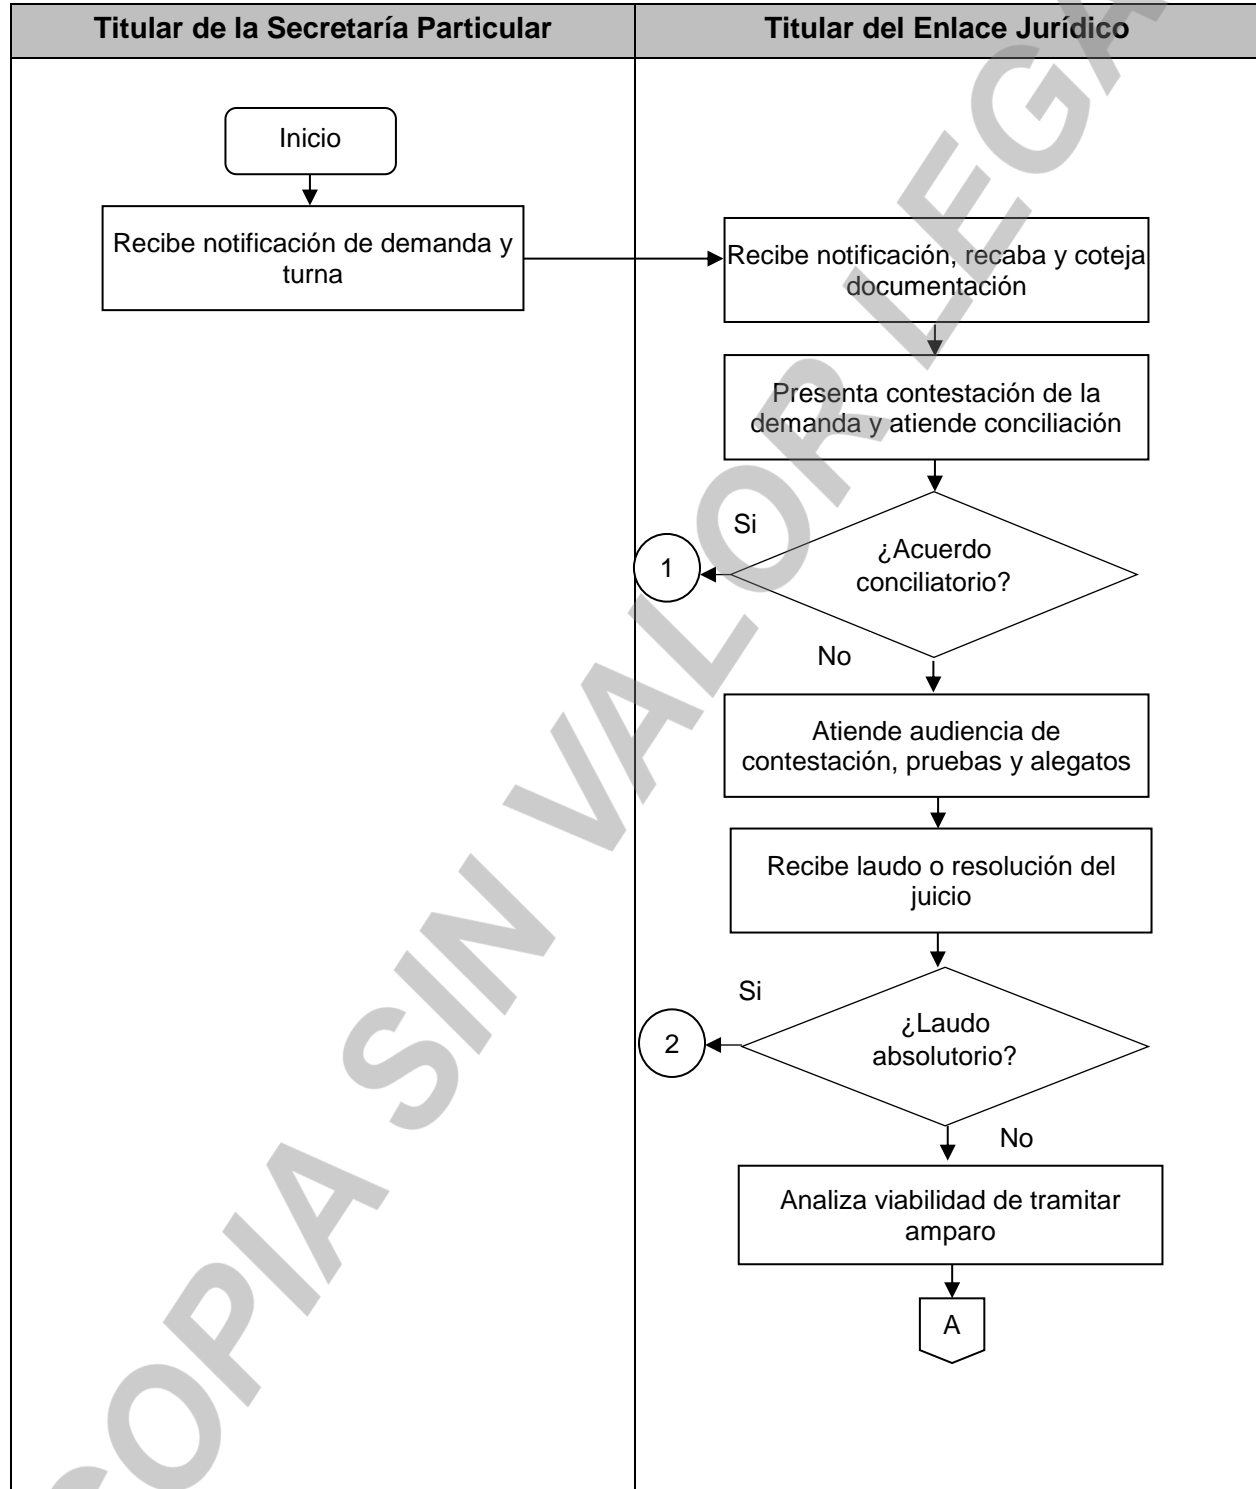 Titular de la Secretaría Particular
Titular del Enlace Jurídico
Inicio
Recibe notificación de demanda y
turna
Recibe notificación, recaba y coteja
documentación
Presenta contestación de la
demanda y atiende conciliación
Si
¿Acuerdo
conciliatorio?
1
No
Atiende audiencia de
contestación, pruebas y alegatos
Recibe laudo o resolución del
juicio
Si
¿Laudo
absolutorio?
2
No
Analiza viabilidad de tramitar
amparo
A
COPIA SIN VALOR LEGA